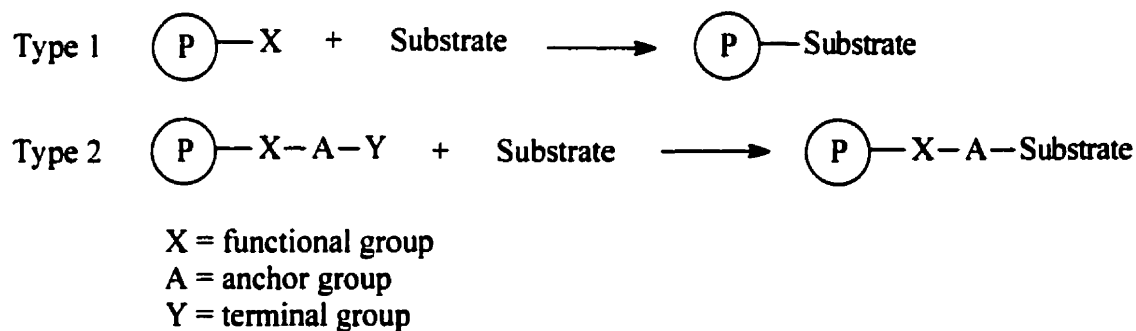 Type 1 P—X + Substrate ⟶ P—Substrate
Type 2 P—X—A—Y + Substrate ⟶ P—X—A—Substrate
X = functional group
A = anchor group
Y = terminal group